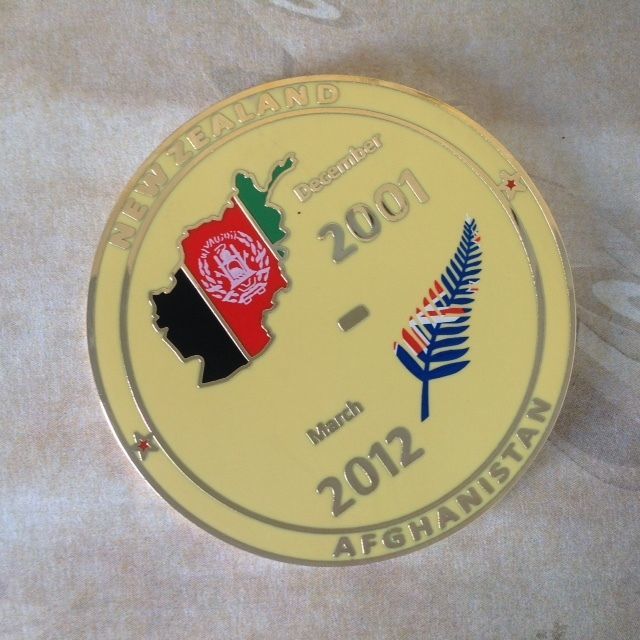 NEW ZEALAND
December
2001
-
March
2012
AFGHANISTAN